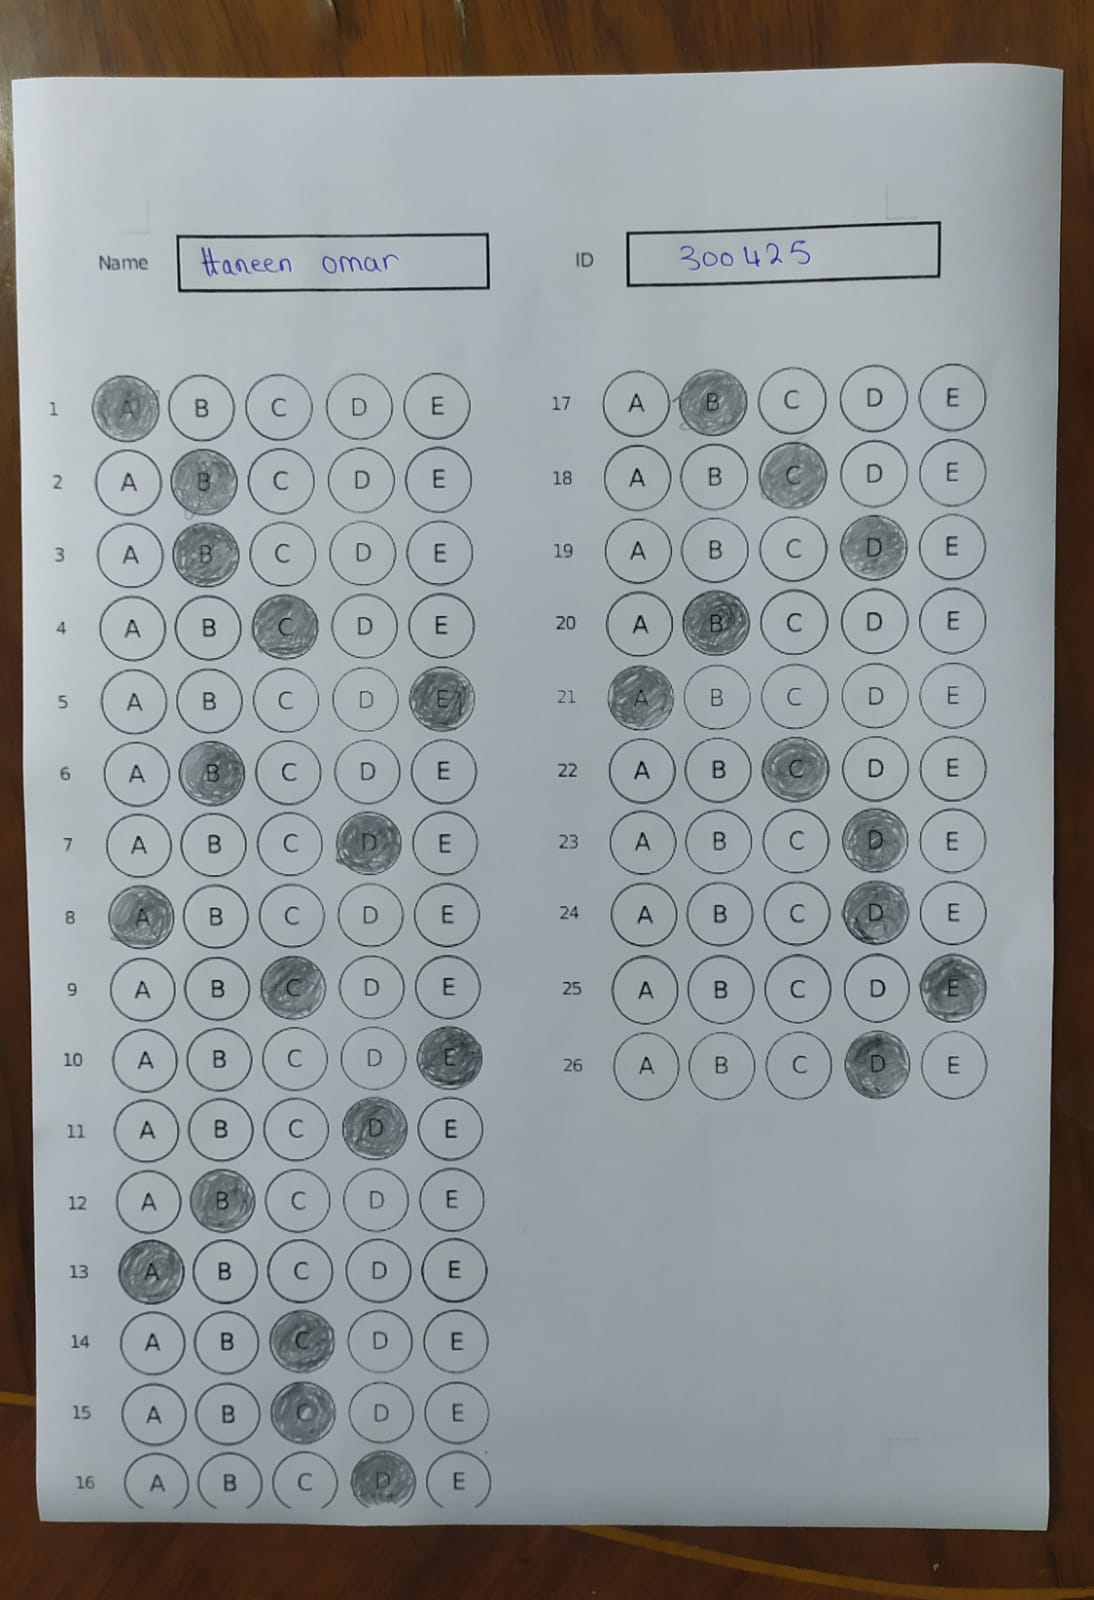 Name Haneen omar ID 300425
1 A B C D E 17 A B C D E
2 A B C D E 18 A B C D E
3 A B C D E 19 A B C D E
4 A B C D E 20 A B C D E
5 A B C D E 21 A B C D E
6 A B C D E 22 A B C D E
7 A B C D E 23 A B C D E
8 A B C D E 24 A B C D E
9 A B C D E 25 A B C D E
10 A B C D E 26 A B C D E
11 A B C D E
12 A B C D E
13 A B C D E
14 A B C D E
15 A B C D E
16 A B C D E